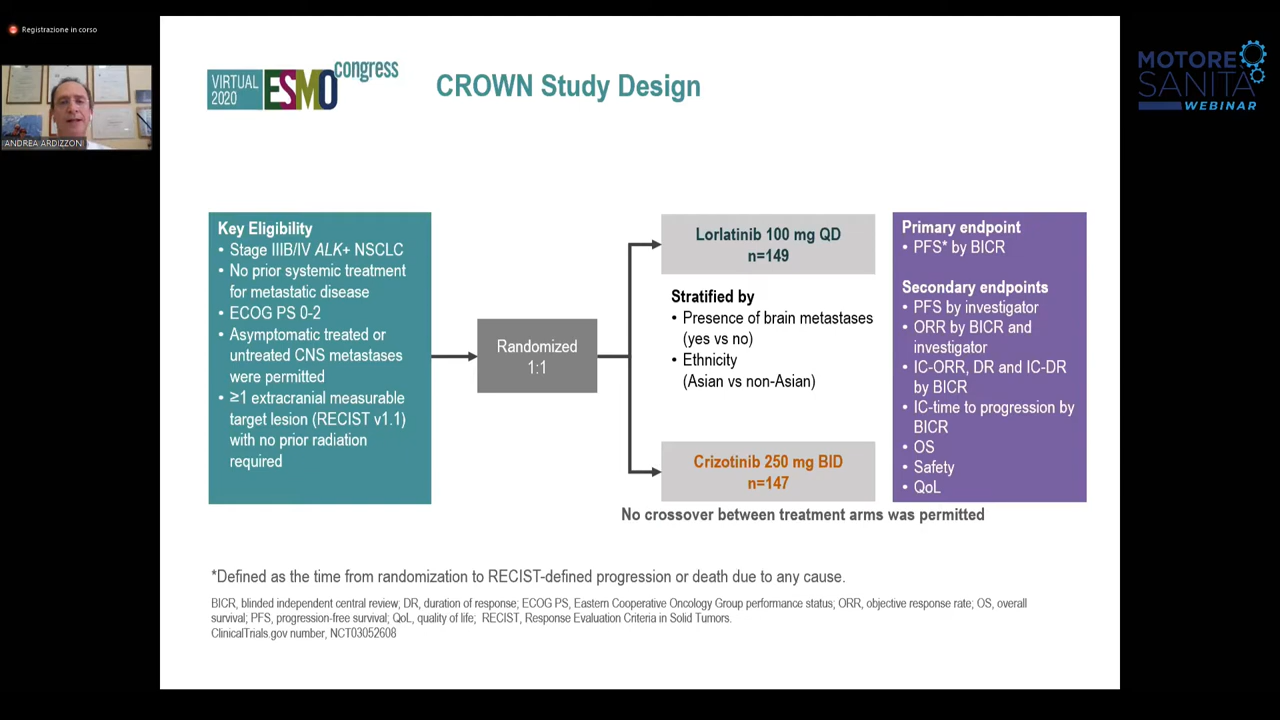 Registrazione in corso
ANDREA ARDIZZONI
MOTORE
SANITA
WEBINAR
VIRTUAL
2020
ESMO
congress
CROWN Study Design
Key Eligibility
• Stage IIIB/IV ALK+ NSCLC
• No prior systemic treatment
for metastatic disease
• ECOG PS 0-2
• Asymptomatic treated or
untreated CNS metastases
were permitted
• ≥1 extracranial measurable
target lesion (RECIST v1.1)
with no prior radiation
required
Randomized
1:1
Lorlatinib 100 mg QD
n=149
Stratified by
• Presence of brain metastases
(yes vs no)
• Ethnicity
(Asian vs non-Asian)
Crizotinib 250 mg BID
n=147
No crossover between treatment arms was permitted
Primary endpoint
• PFS* by BICR
Secondary endpoints
• PFS by investigator
• ORR by BICR and
investigator
• IC-ORR, DR and IC-DR
by BICR
• IC-time to progression by
BICR
• OS
• Safety
• QoL
*Defined as the time from randomization to RECIST-defined progression or death due to any cause.
BICR, blinded independent central review; DR, duration of response; ECOG PS, Eastern Cooperative Oncology Group performance status; ORR, objective response rate; OS, overall
survival; PFS, progression-free survival; QoL, quality of life; RECIST, Response Evaluation Criteria in Solid Tumors.
ClinicalTrials.gov number, NCT03052608